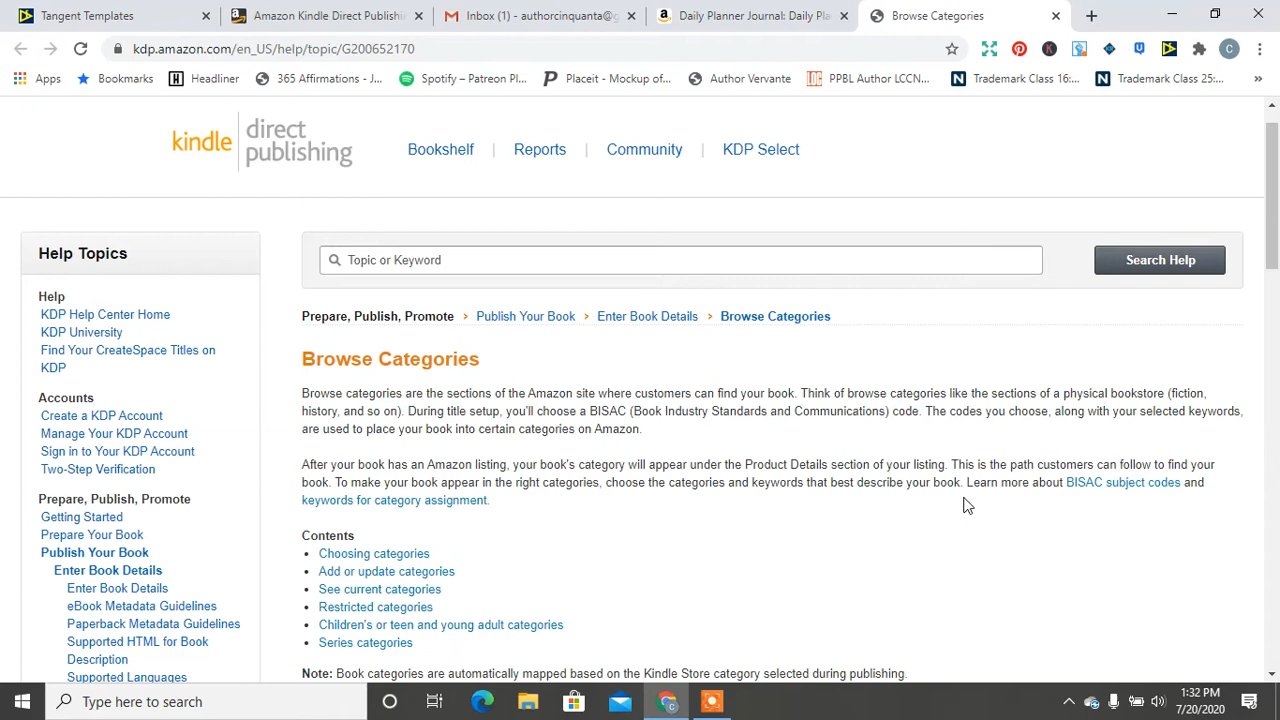 Tangent Templates
Amazon Kindle Direct Publishi
Inbox (1) - authorcinquanta@g
Daily Planner Journal: Daily Pla
Browse Categories
kdp.amazon.com/en_US/help/topic/G200652170
Apps
Bookmarks
Headliner
365 Affirmations - J...
Spotify – Patreon Pl...
Placeit - Mockup of...
Author Vervante
PPBL Author LCCN...
Trademark Class 16:...
Trademark Class 25:...
kindle direct publishing
Bookshelf | Reports | Community | KDP Select
Help Topics
Topic or Keyword
Search Help
Help
KDP Help Center Home
KDP University
Find Your CreateSpace Titles on
KDP
Accounts
Create a KDP Account
Manage Your KDP Account
Sign in to Your KDP Account
Two-Step Verification
Prepare, Publish, Promote
Getting Started
Prepare Your Book
Publish Your Book
Enter Book Details
Enter Book Details
eBook Metadata Guidelines
Paperback Metadata Guidelines
Supported HTML for Book
Description
Supported Languages
Prepare, Publish, Promote › Publish Your Book › Enter Book Details › Browse Categories
Browse Categories
Browse categories are the sections of the Amazon site where customers can find your book. Think of browse categories like the sections of a physical bookstore (fiction,
history, and so on). During title setup, you'll choose a BISAC (Book Industry Standards and Communications) code. The codes you choose, along with your selected keywords,
are used to place your book into certain categories on Amazon.
After your book has an Amazon listing, your book's category will appear under the Product Details section of your listing. This is the path customers can follow to find your
book. To make your book appear in the right categories, choose the categories and keywords that best describe your book. Learn more about BISAC subject codes and
keywords for category assignment.
Contents
• Choosing categories
• Add or update categories
• See current categories
• Restricted categories
• Children's or teen and young adult categories
• Series categories
Note: Book categories are automatically mapped based on the Kindle Store category selected during publishing.
Type here to search
1:32 PM
7/20/2020